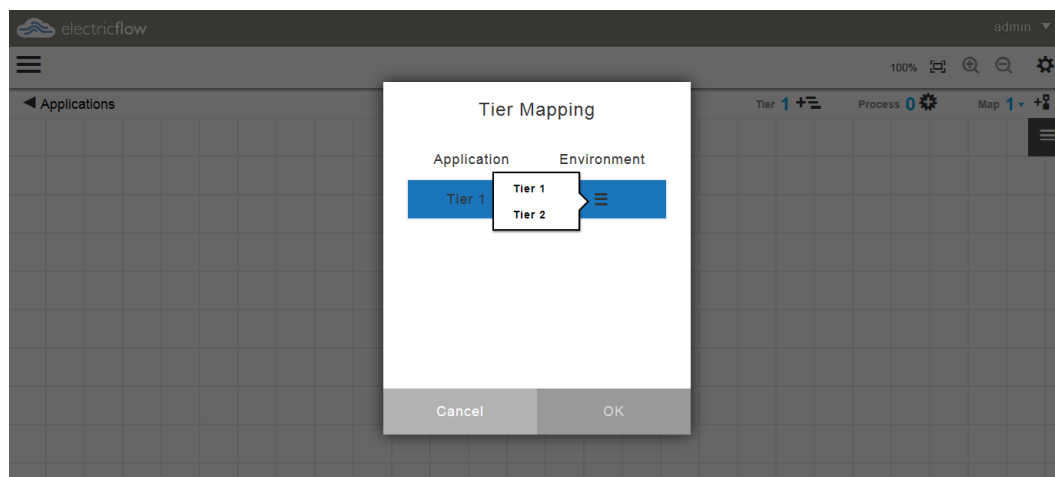 electricflow
admin
100%
Applications
Tier 1
Process 0
Map 1
Tier Mapping
Application Environment
Tier 1
Tier 1
Tier 2
Cancel OK